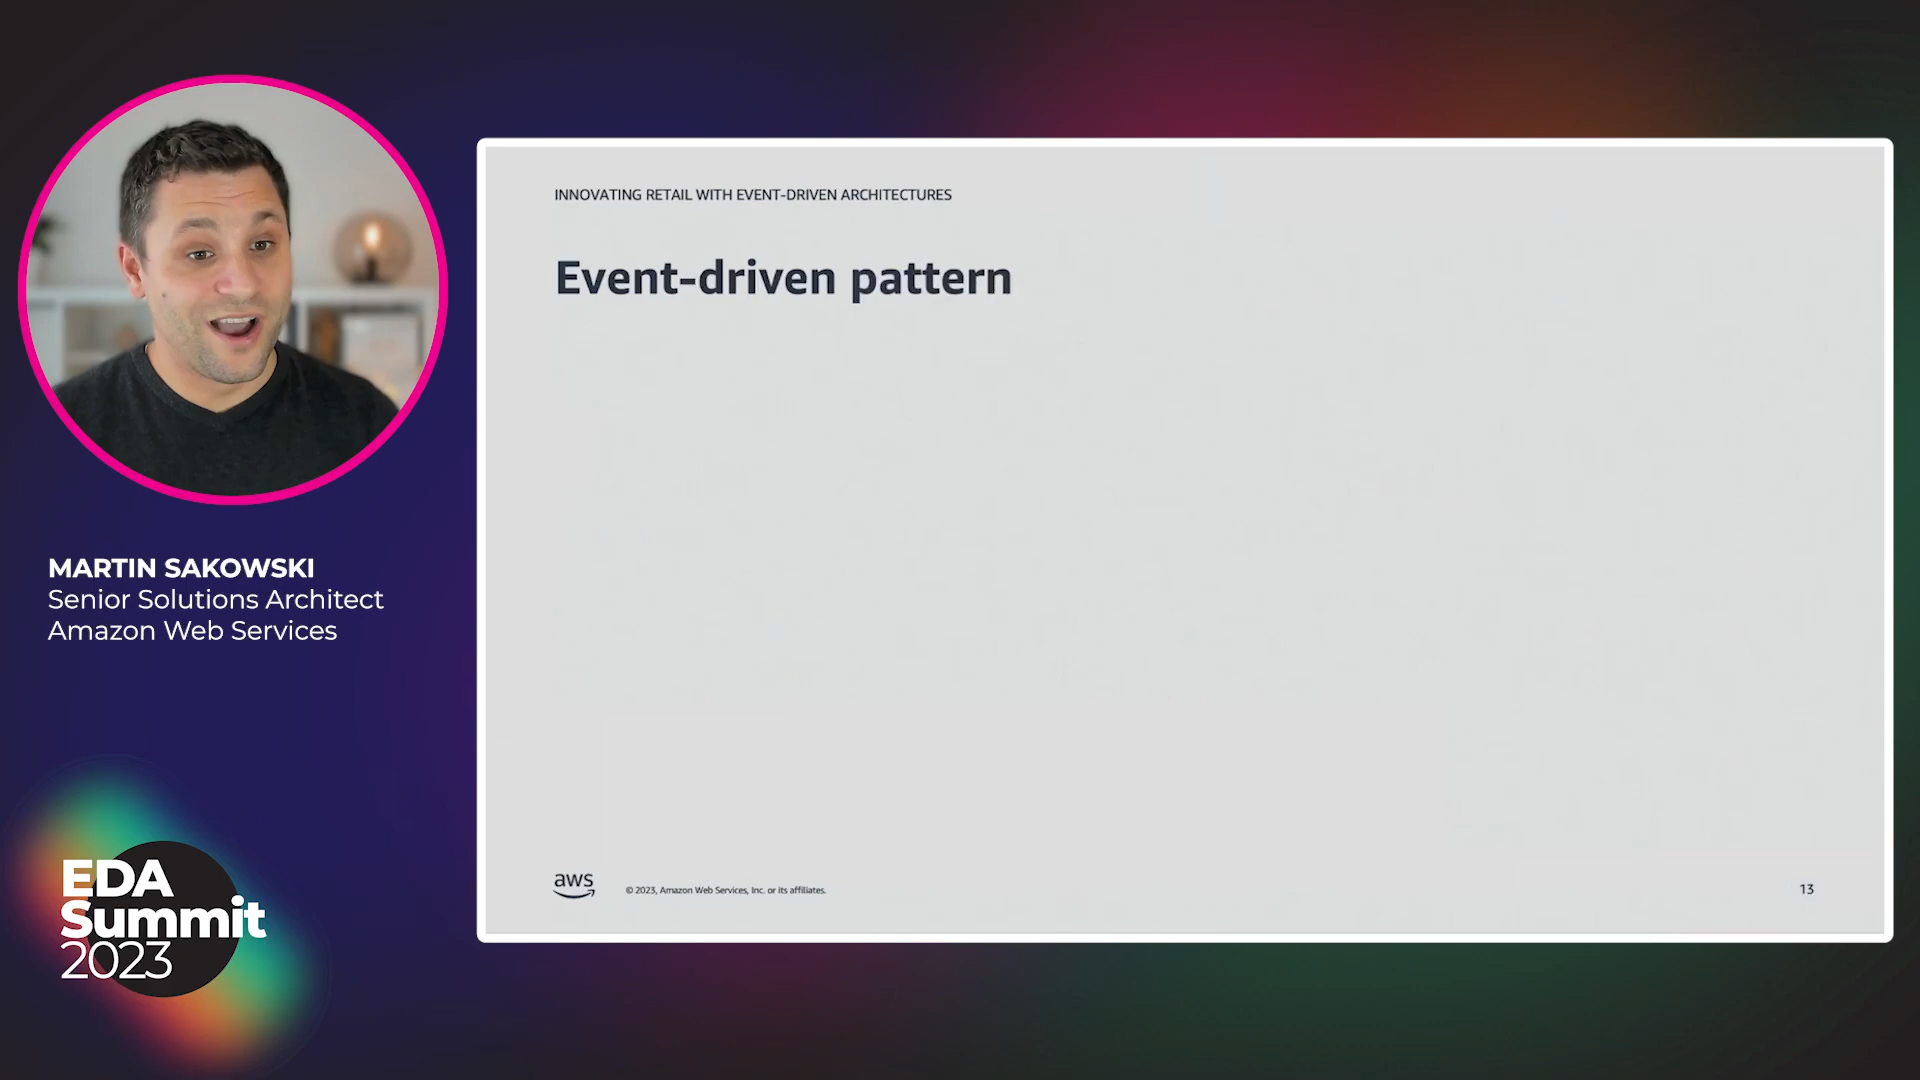 INNOVATING RETAIL WITH EVENT-DRIVEN ARCHITECTURES
Event-driven pattern
MARTIN SAKOWSKI
Senior Solutions Architect
Amazon Web Services
EDA
Summit
2023
aws
© 2023, Amazon Web Services, Inc. or its affiliates.
13